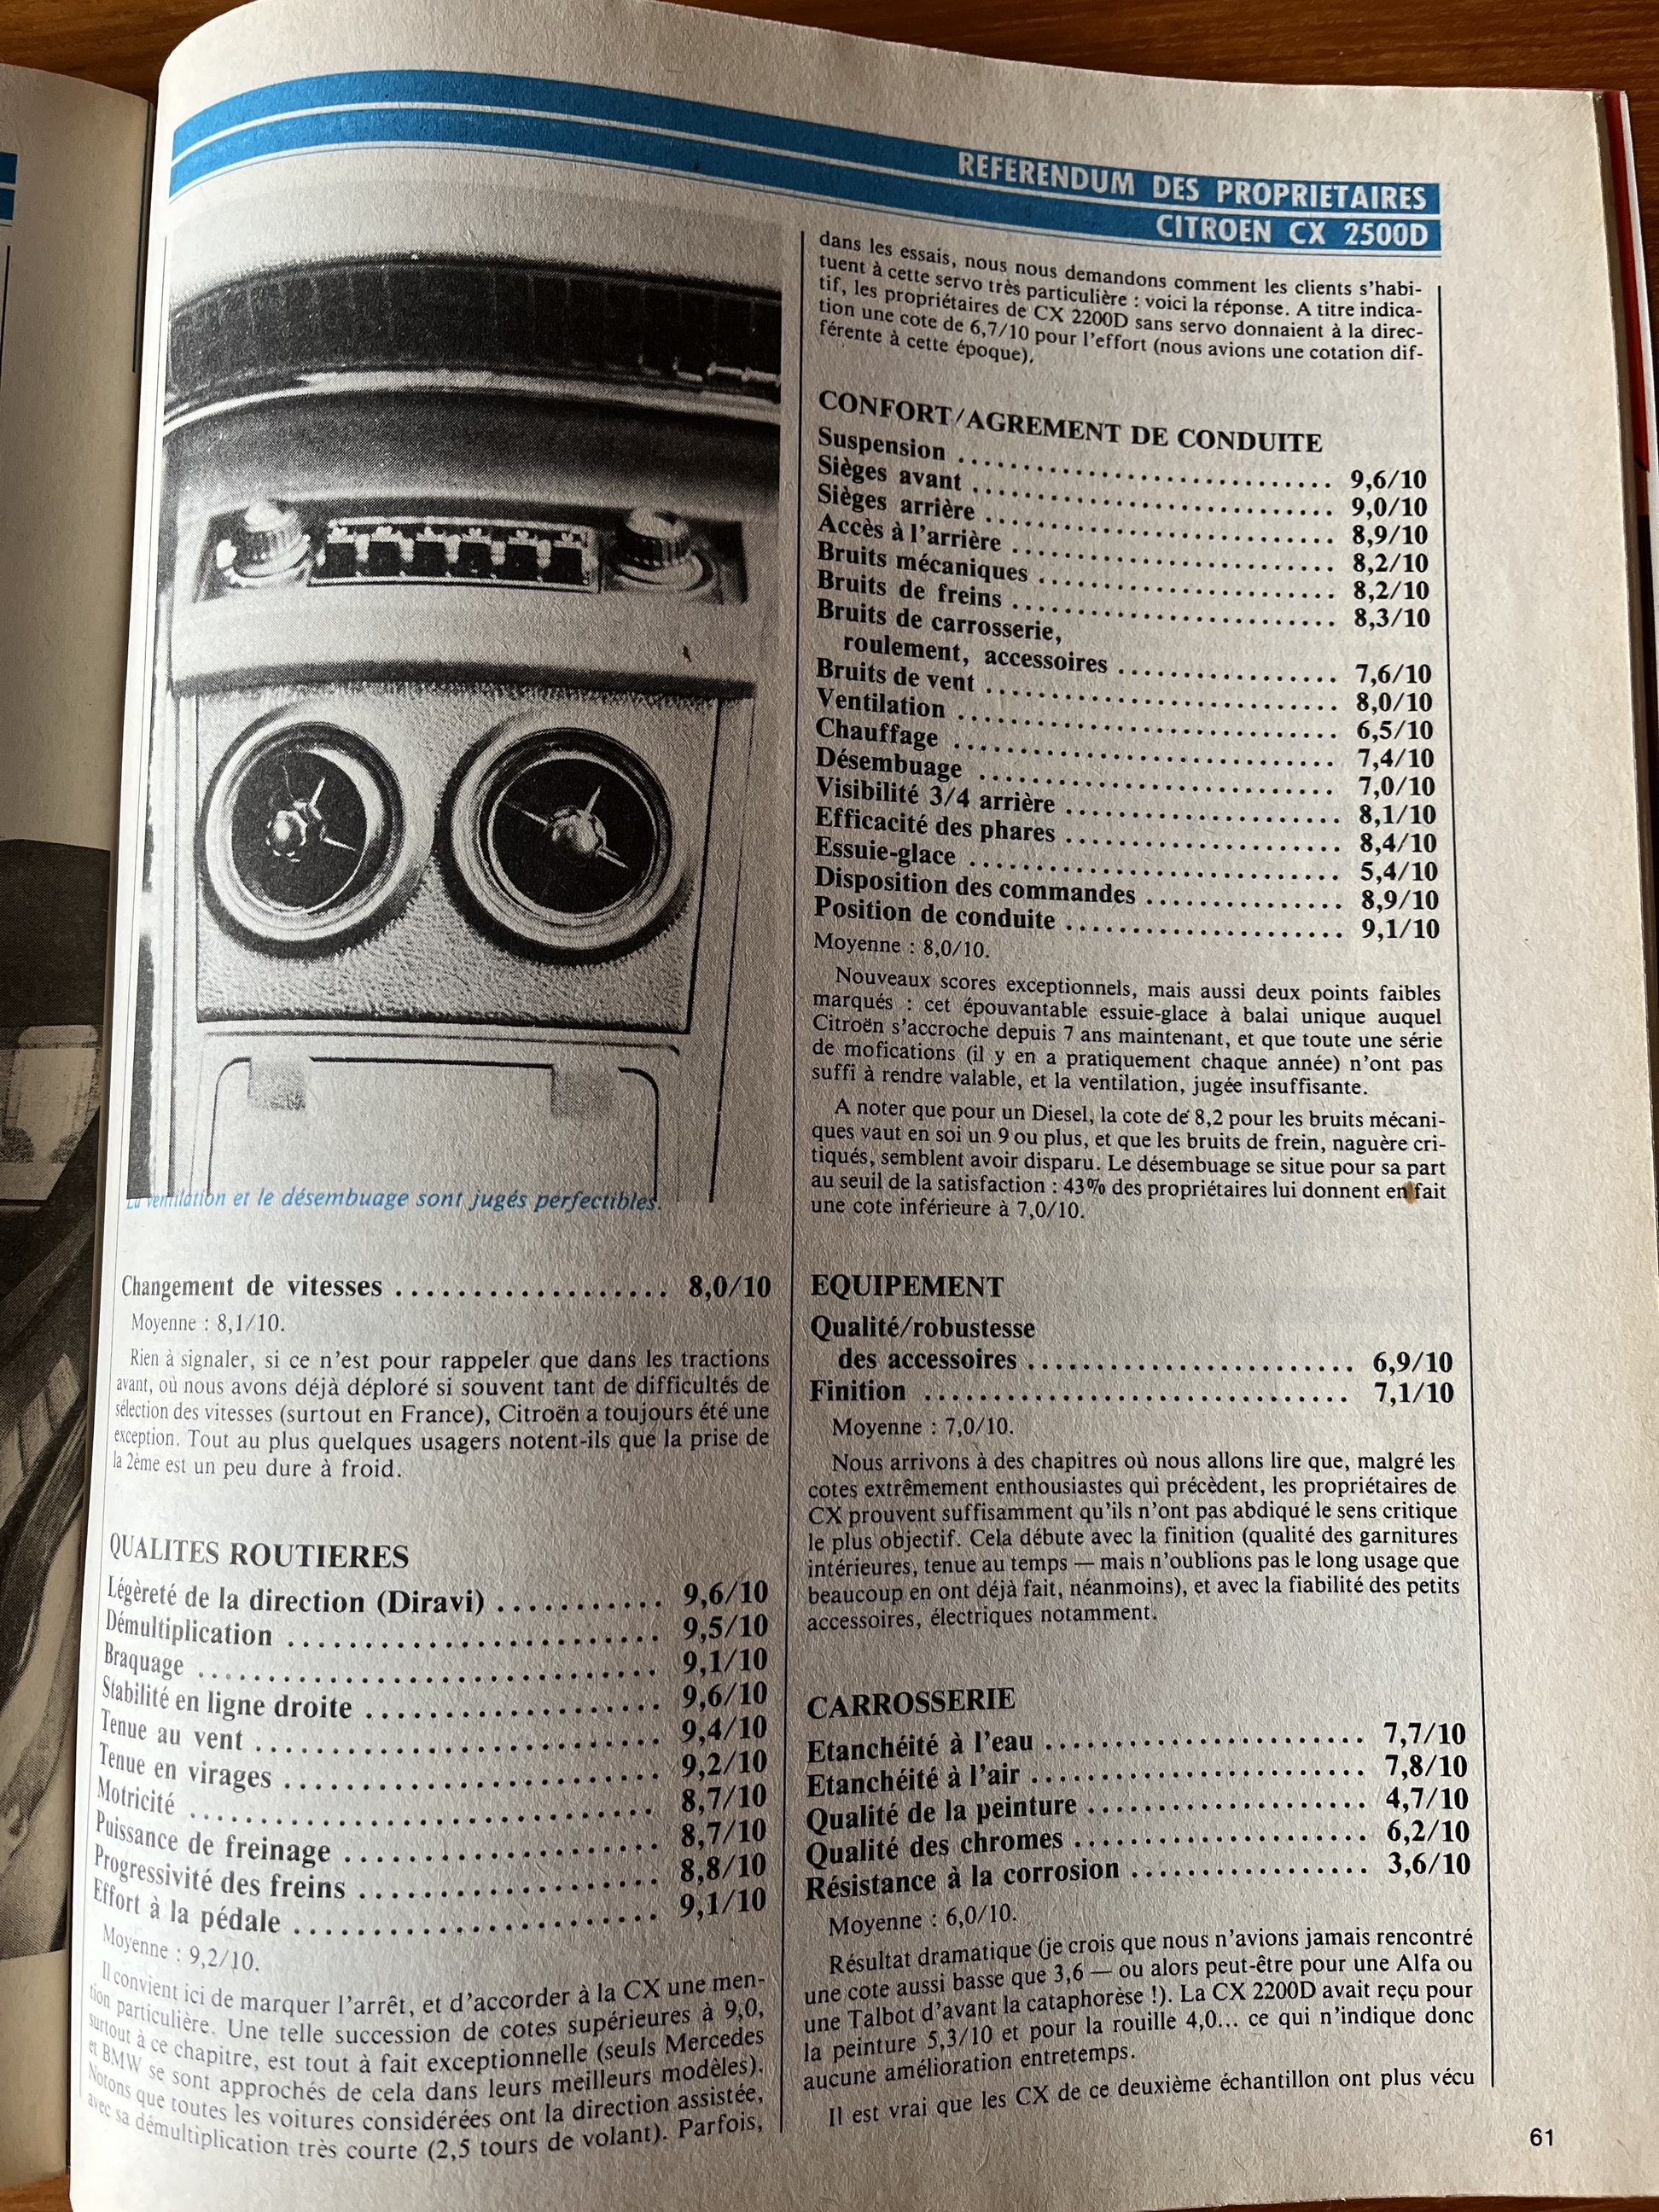 REFERENDUM DES PROPRIETAIRES
CITROEN CX 2500D
La ventilation et le désembuage sont jugés perfectibles.
Changement de vitesses .................. 8,0/10
Moyenne : 8,1/10.
Rien à signaler, si ce n'est pour rappeler que dans les tractions
avant, où nous avons déjà déploré si souvent tant de difficultés de
sélection des vitesses (surtout en France), Citroën a toujours été une
exception. Tout au plus quelques usagers notent-ils que la prise de
la 2ème est un peu dure à froid.
QUALITES ROUTIERES
Légèreté de la direction (Diravi) ........... 9,6/10
Démultiplication ......................... 9,5/10
Braquage ............................... 9,1/10
Stabilité en ligne droite .................... 9,6/10
Tenue au vent ........................... 9,4/10
Tenue en virages ......................... 9,2/10
Motricité ............................... 8,7/10
Puissance de freinage ..................... 8,7/10
Progressivité des freins .................... 8,8/10
Effort à la pédale ........................ 9,1/10
Moyenne : 9,2/10.
Il convient ici de marquer l'arrêt, et d'accorder à la CX une men-
tion particulière. Une telle succession de cotes supérieures à 9,0,
surtout à ce chapitre, est tout à fait exceptionnelle (seuls Mercedes
et BMW se sont approchés de cela dans leurs meilleurs modèles).
Notons que toutes les voitures considérées ont la direction assistée,
avec sa démultiplication très courte (2,5 tours de volant). Parfois,
dans les essais, nous nous demandons comment les clients s'habi-
tuent à cette servo très particulière : voici la réponse. A titre indica-
tif, les propriétaires de CX 2200D sans servo donnaient à la direc-
tion une cote de 6,7/10 pour l'effort (nous avions une cotation dif-
férente à cette époque).
CONFORT/AGREMENT DE CONDUITE
Suspension ......................... 9,6/10
Sièges avant ........................ 9,0/10
Sièges arrière ....................... 8,9/10
Accès à l'arrière ..................... 8,2/10
Bruits mécaniques .................... 8,2/10
Bruits de freins ...................... 8,3/10
Bruits de carrosserie,
roulement, accessoires ................ 7,6/10
Bruits de vent ....................... 8,0/10
Ventilation ......................... 6,5/10
Chauffage .......................... 7,4/10
Désembuage ........................ 7,0/10
Visibilité 3/4 arrière .................. 8,1/10
Efficacité des phares .................. 8,4/10
Essuie-glace ........................ 5,4/10
Disposition des commandes ............. 8,9/10
Position de conduite .................. 9,1/10
Moyenne : 8,0/10.
Nouveaux scores exceptionnels, mais aussi deux points faibles
marqués : cet épouvantable essuie-glace à balai unique auquel
Citroën s'accroche depuis 7 ans maintenant, et que toute une série
de mofications (il y en a pratiquement chaque année) n'ont pas
suffi à rendre valable, et la ventilation, jugée insuffisante.
A noter que pour un Diesel, la cote de 8,2 pour les bruits mécani-
ques vaut en soi un 9 ou plus, et que les bruits de frein, naguère cri-
tiqués, semblent avoir disparu. Le désembuage se situe pour sa part
au seuil de la satisfaction : 43% des propriétaires lui donnent en fait
une cote inférieure à 7,0/10.
EQUIPEMENT
Qualité/robustesse
des accessoires ....................... 6,9/10
Finition ............................. 7,1/10
Moyenne : 7,0/10.
Nous arrivons à des chapitres où nous allons lire que, malgré les
cotes extrêmement enthousiastes qui précèdent, les propriétaires de
CX prouvent suffisamment qu'ils n'ont pas abdiqué le sens critique
le plus objectif. Cela débute avec la finition (qualité des garnitures
intérieures, tenue au temps — mais n'oublions pas le long usage que
beaucoup en ont déjà fait, néanmoins), et avec la fiabilité des petits
accessoires, électriques notamment.
CARROSSERIE
Etanchéité à l'eau ...................... 7,7/10
Etanchéité à l'air ....................... 7,8/10
Qualité de la peinture ................... 4,7/10
Qualité des chromes .................... 6,2/10
Résistance à la corrosion ................ 3,6/10
Moyenne : 6,0/10.
Résultat dramatique (je crois que nous n'avions jamais rencontré
une cote aussi basse que 3,6 — ou alors peut-être pour une Alfa ou
une Talbot d'avant la cataphorèse !). La CX 2200D avait reçu pour
la peinture 5,3/10 et pour la rouille 4,0... ce qui n'indique donc
aucune amélioration entretemps.
Il est vrai que les CX de ce deuxième échantillon ont plus vécu
61